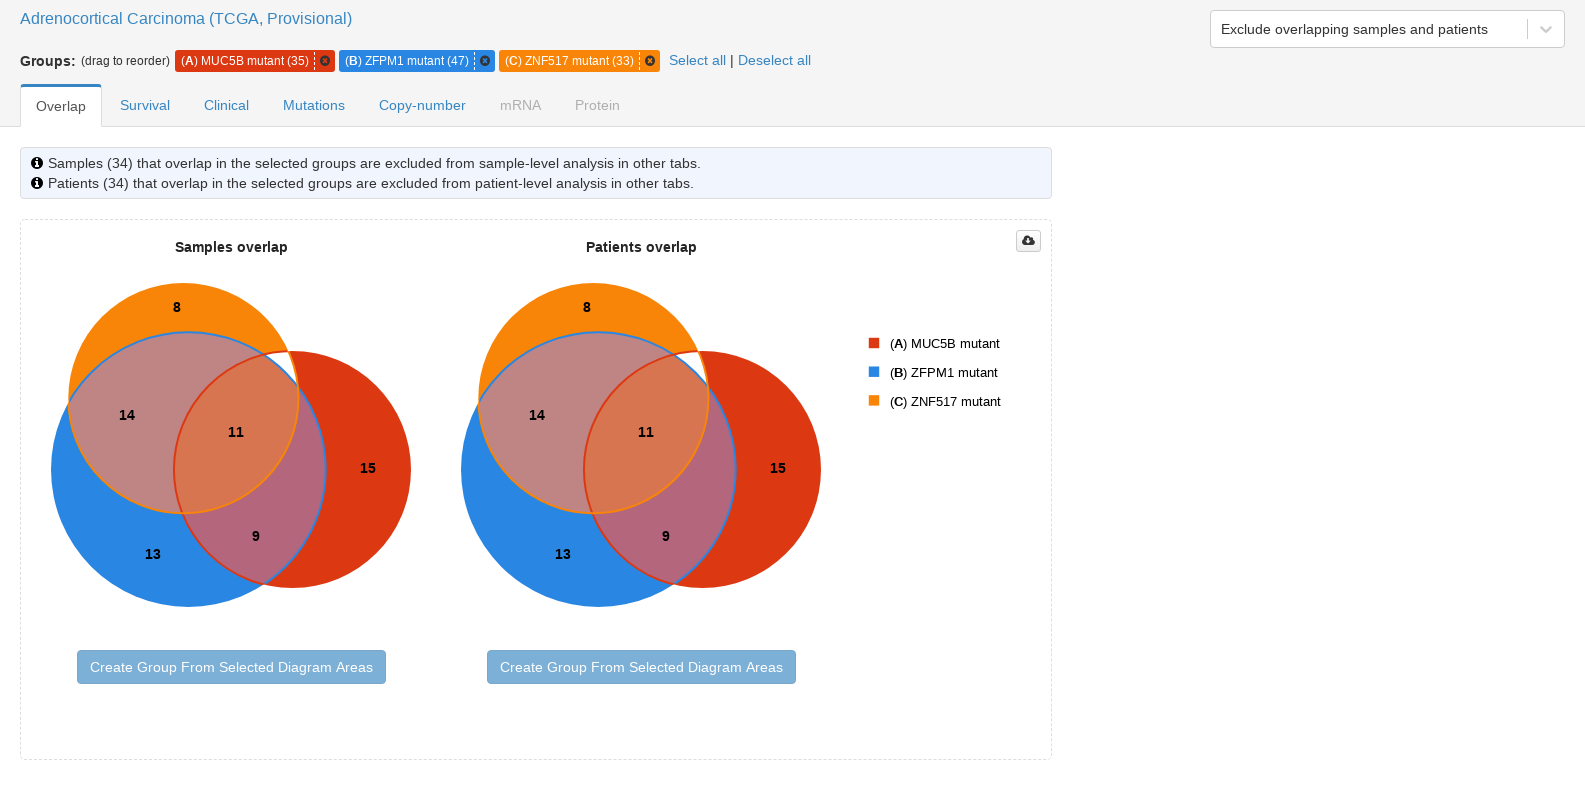 Adrenocortical Carcinoma (TCGA, Provisional)
Exclude overlapping samples and patients
Groups: (drag to reorder) (A) MUC5B mutant (35) (B) ZFPM1 mutant (47) (C) ZNF517 mutant (33) Select all | Deselect all
Overlap Survival Clinical Mutations Copy-number mRNA Protein
Samples (34) that overlap in the selected groups are excluded from sample-level analysis in other tabs.
Patients (34) that overlap in the selected groups are excluded from patient-level analysis in other tabs.
Samples overlap
8
14
11
15
9
13
Create Group From Selected Diagram Areas
Patients overlap
8
14
11
15
9
13
Create Group From Selected Diagram Areas
(A) MUC5B mutant
(B) ZFPM1 mutant
(C) ZNF517 mutant